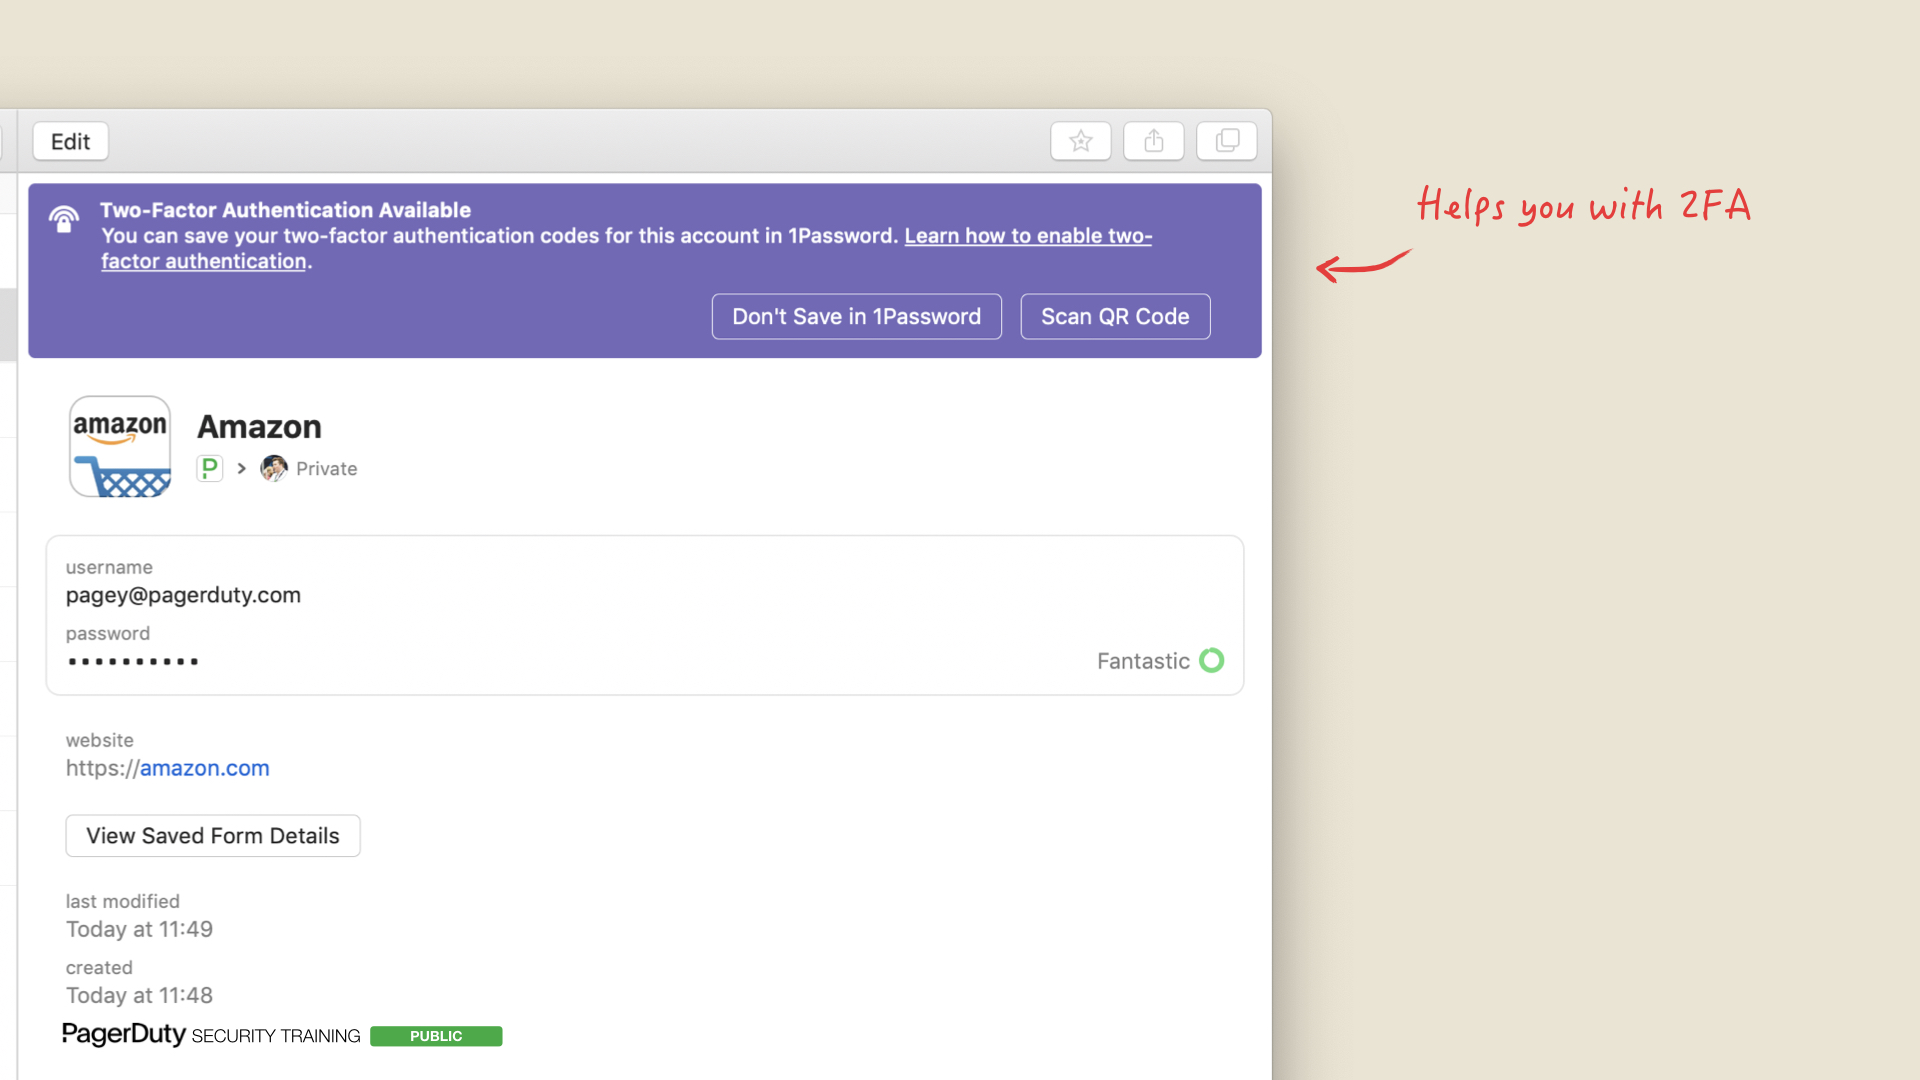 Edit
Two-Factor Authentication Available
You can save your two-factor authentication codes for this account in 1Password. Learn how to enable two-
factor authentication.
Don't Save in 1Password
Scan QR Code
Helps you with 2FA
amazon
Amazon
P > Private
username
pagey@pagerduty.com
password
••••••••••
Fantastic
website
https://amazon.com
View Saved Form Details
last modified
Today at 11:49
created
Today at 11:48
PagerDuty SECURITY TRAINING PUBLIC